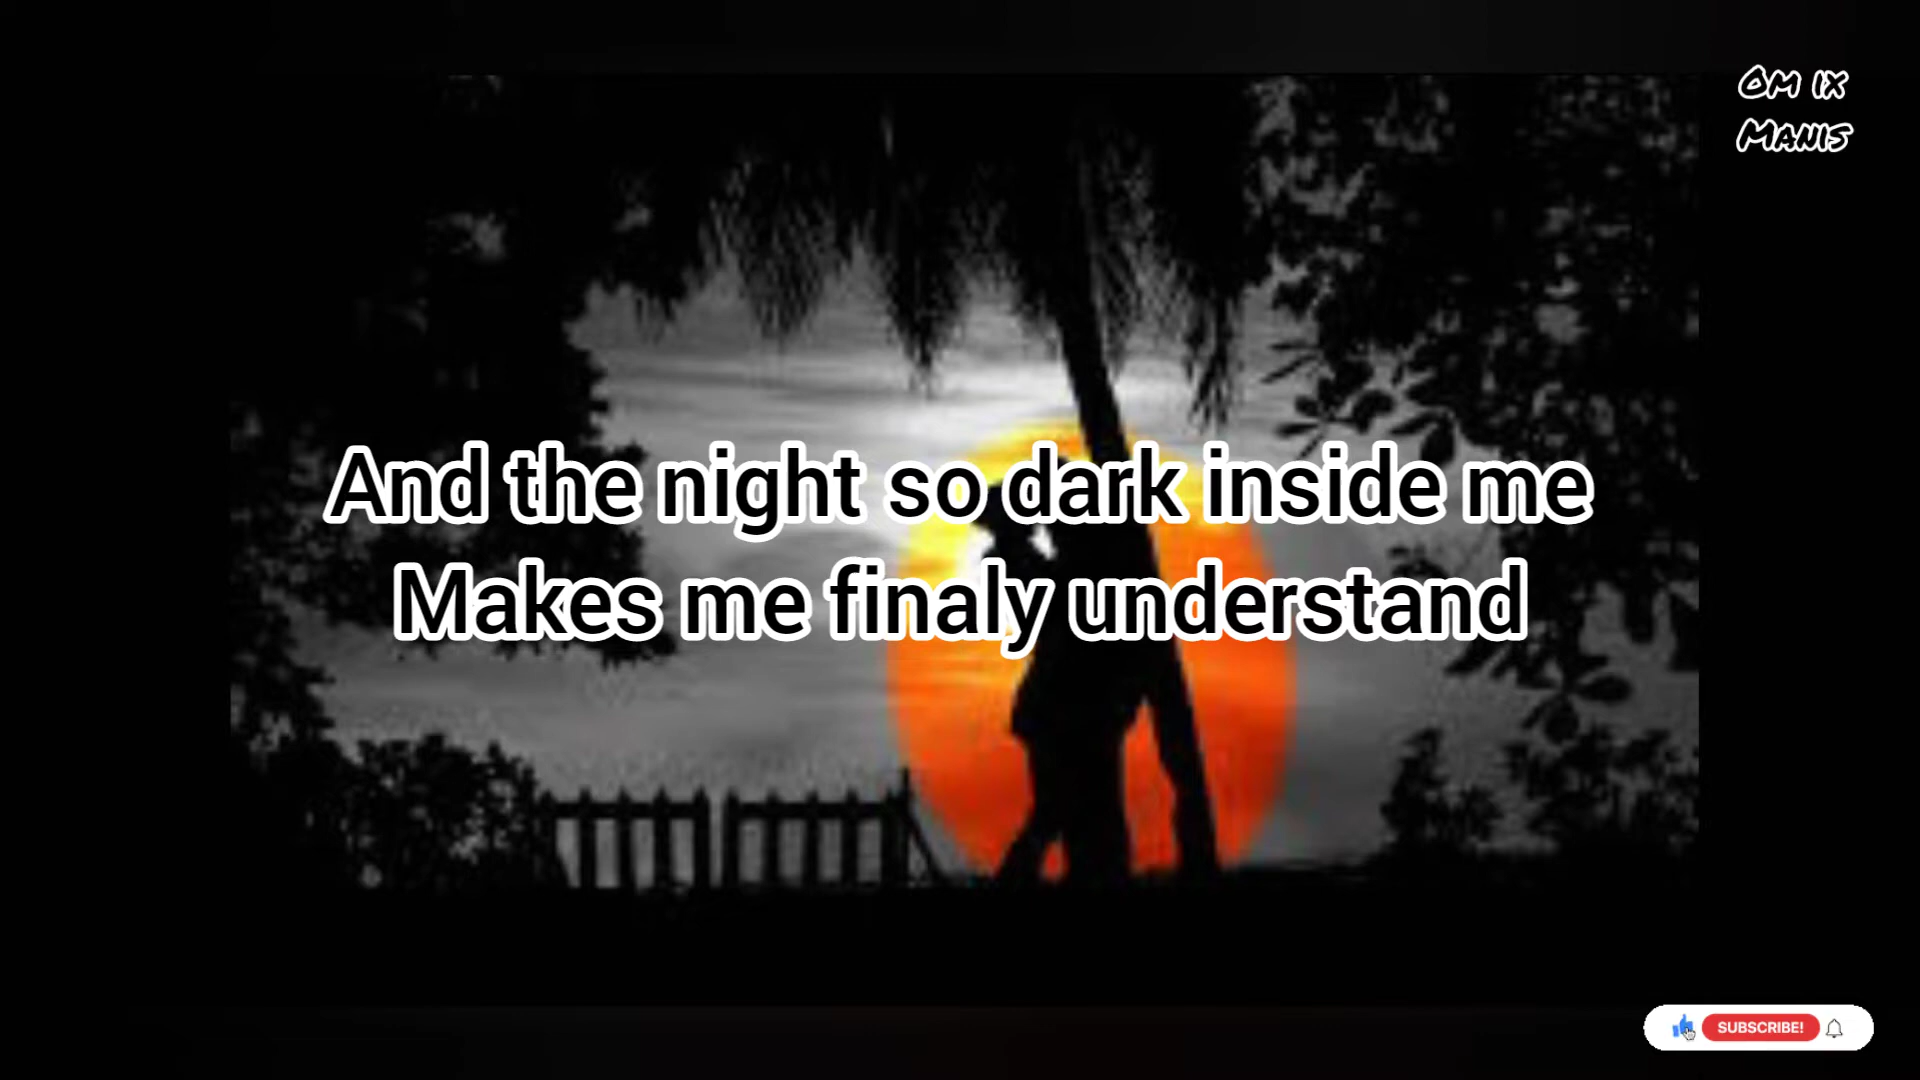 Om ix
Manis
And the night so dark inside me
Makes me finaly understand
SUBSCRIBE!